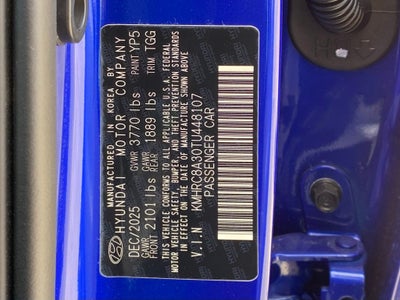 MANUFACTURED IN KOREA
HYUNDAI MOTOR COMPANY
DEC/2025 GVWR 3770 lbs PAINT YP5
GAWR FRONT 2101 lbs GAWR REAR 1889 lbs TRIM TGG
THIS VEHICLE CONFORMS TO ALL APPLICABLE U.S. FEDERAL
MOTOR VEHICLE SAFETY, BUMPER, AND THEFT PREVENTION STANDARDS
IN EFFECT ON THE DATE OF MANUFACTURE SHOWN ABOVE.
V.I.N. : KMHRC8A30TU448107
PASSENGER CAR